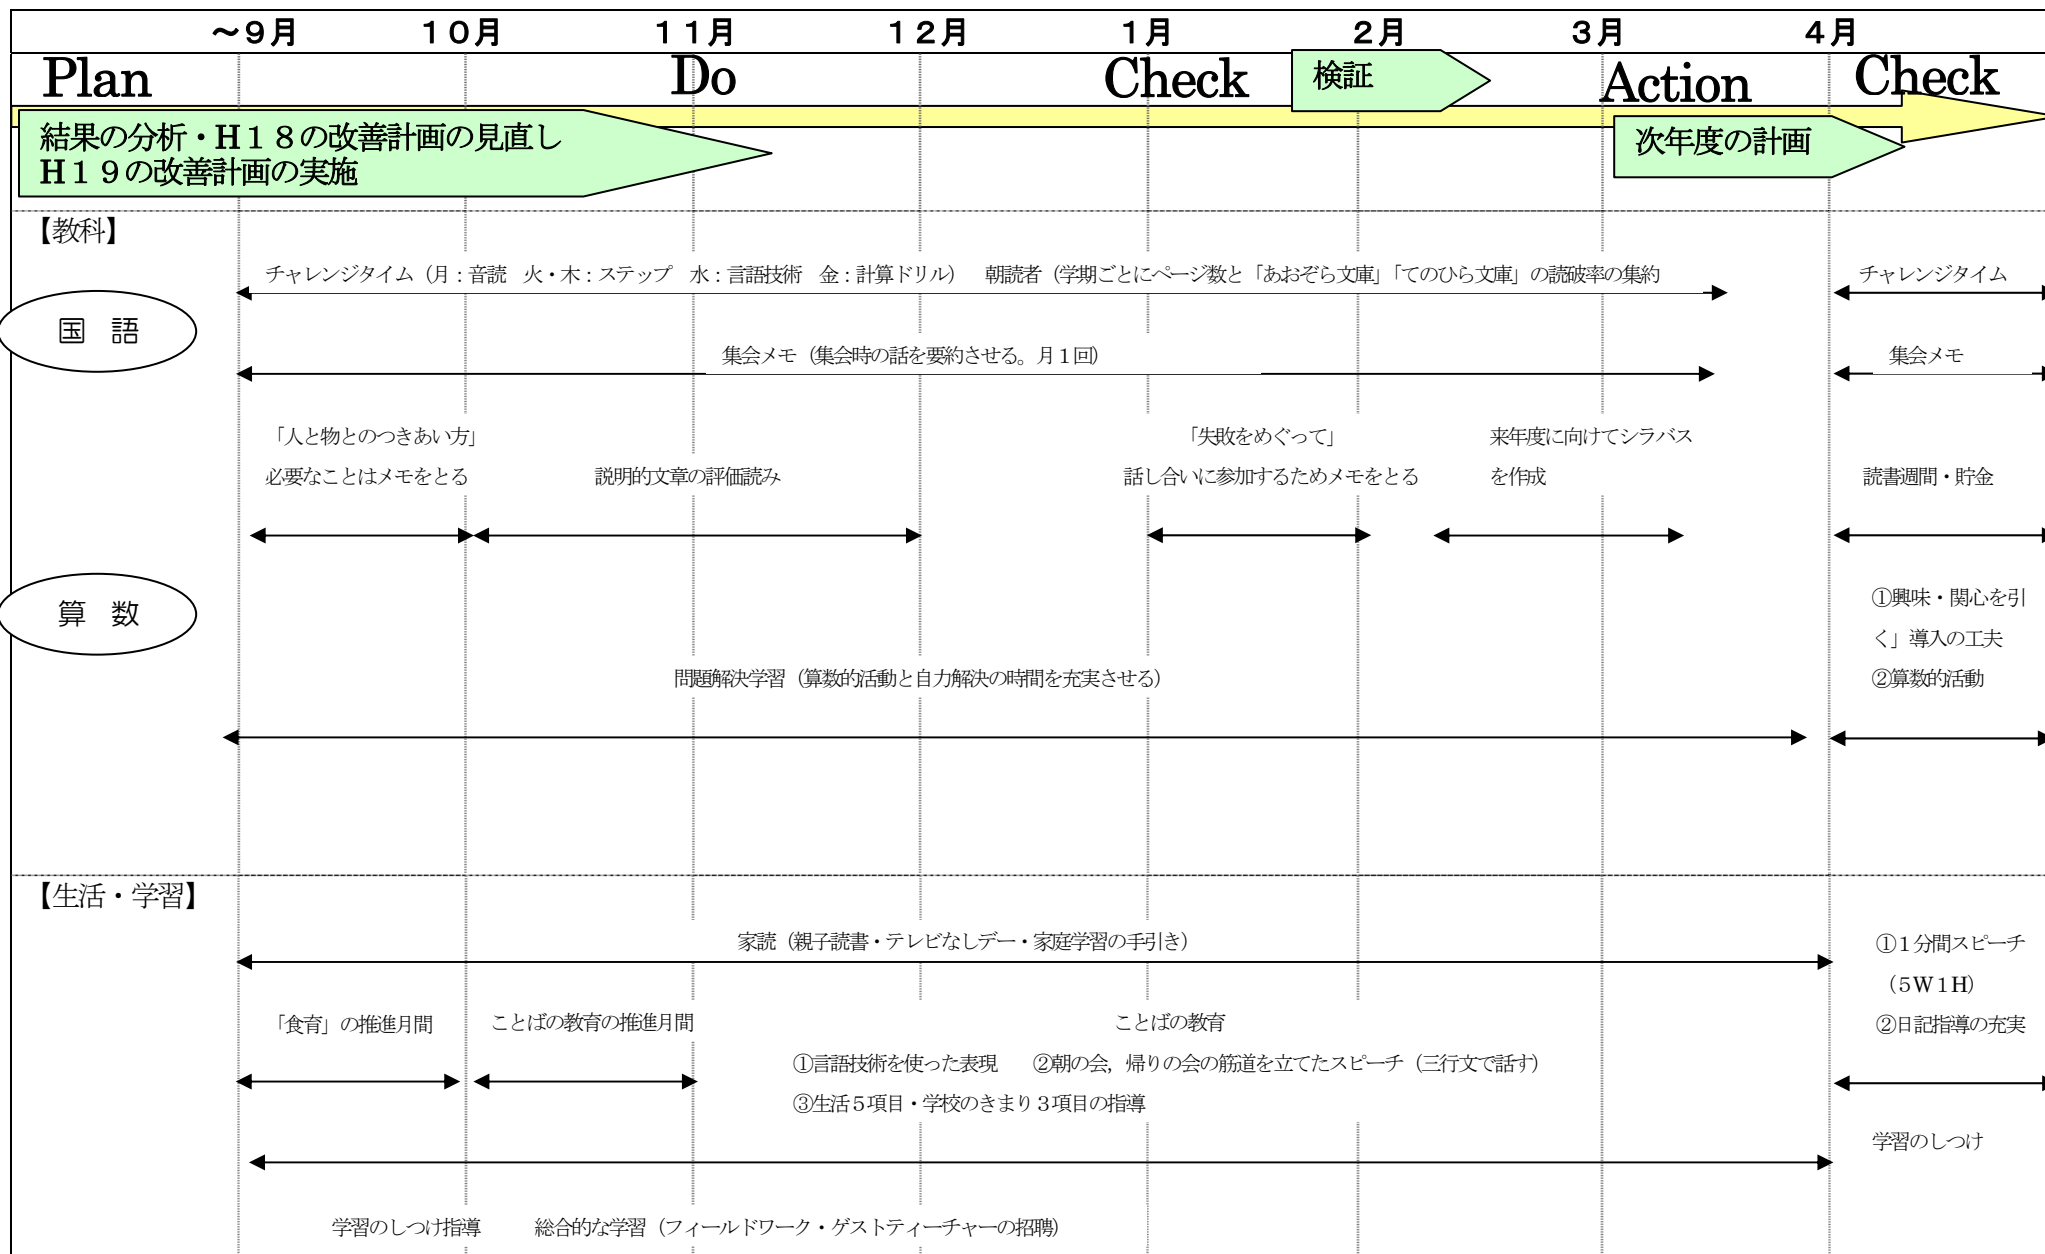 ～９月 １０月 １１月 １２月 １月 ２月 ３月 ４月
Plan Do Check 検証 Action Check
結果の分析・H１８の改善計画の見直し
H１９の改善計画の実施
次年度の計画
【教科】
チャレンジタイム（月：音読　火・木：ステップ　水：言語技術　金：計算ドリル）　朝読者（学期ごとにページ数と「あおぞら文庫」「てのひら文庫」の読破率の集約
チャレンジタイム
国　語
集会メモ（集会時の話を要約させる。月１回）
集会メモ
「人と物とのつきあい方」
必要なことはメモをとる
説明的文章の評価読み
「失敗をめぐって」
話し合いに参加するためメモをとる
来年度に向けてシラバス
を作成
読書週間・貯金
算　数
問題解決学習（算数的活動と自力解決の時間を充実させる）
①興味・関心を引
く」導入の工夫
②算数的活動
【生活・学習】
家読（親子読書・テレビなしデー・家庭学習の手引き）
①１分間スピーチ
（５W１H）
②日記指導の充実
「食育」の推進月間
ことばの教育の推進月間
ことばの教育
①言語技術を使った表現　②朝の会，帰りの会の筋道を立てたスピーチ（三行文で話す）
③生活５項目・学校のきまり３項目の指導
学習のしつけ
学習のしつけ指導
総合的な学習（フィールドワーク・ゲストティーチャーの招聘）